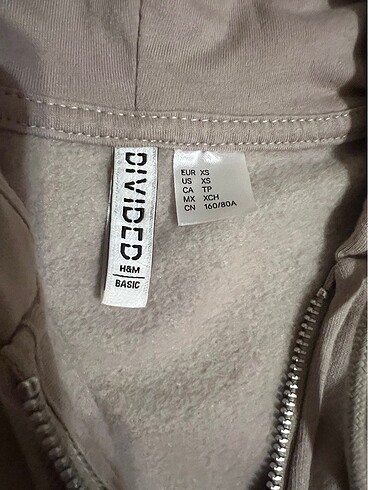 DIVIDED
H&M
BASIC
EUR XS
US XS
CA TP
MX XCH
CN 160/80A